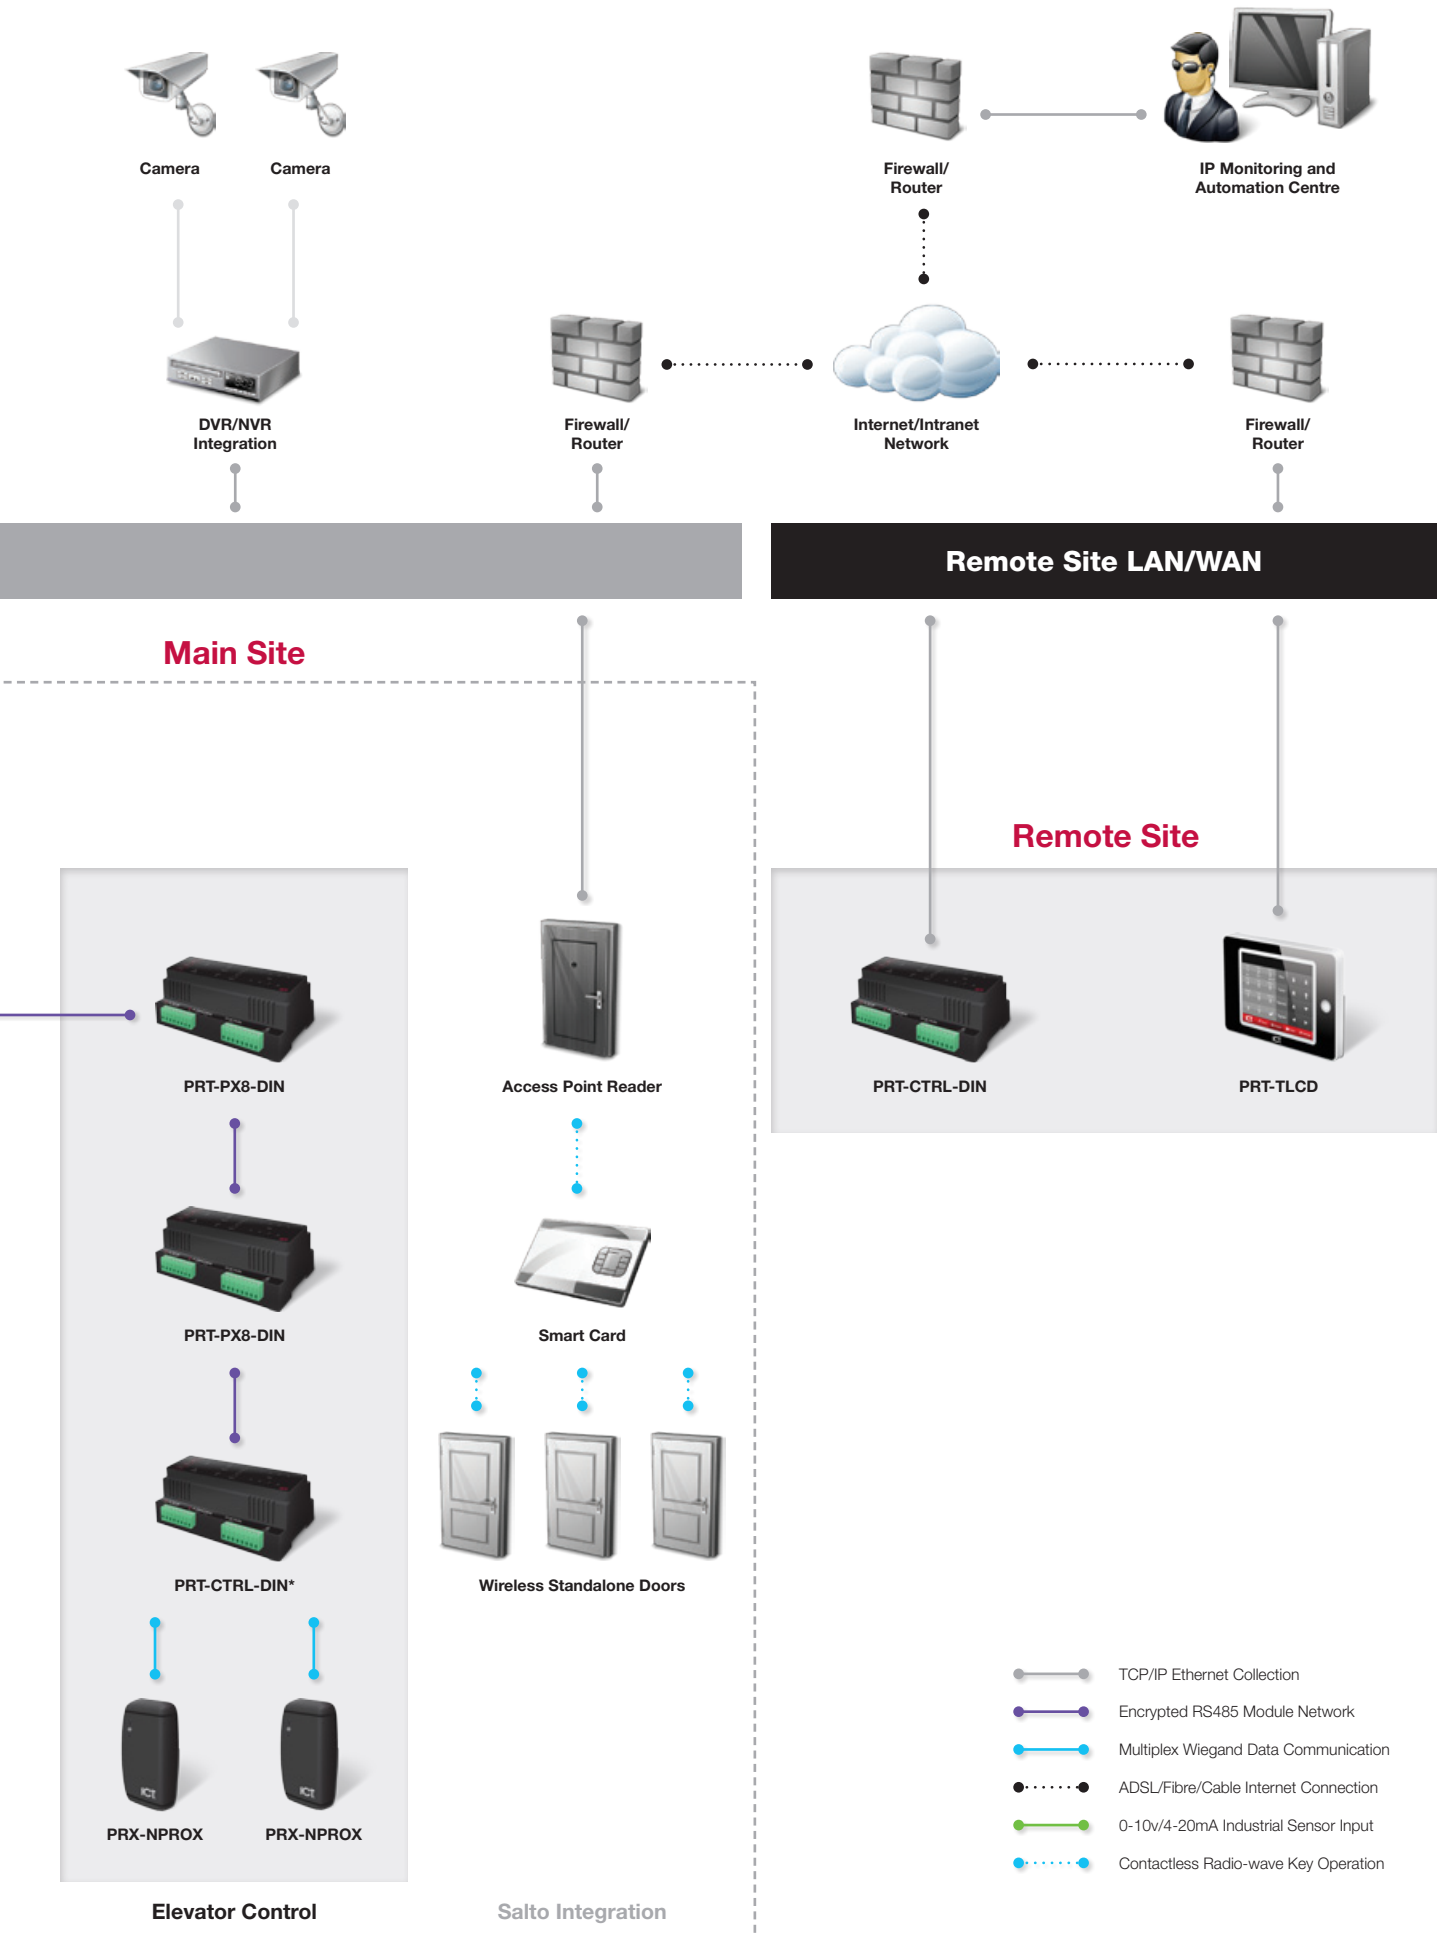 Camera
Camera
Firewall/
Router
IP Monitoring and
Automation Centre
DVR/NVR
Integration
Firewall/
Router
Internet/Intranet
Network
Firewall/
Router
Remote Site LAN/WAN
Main Site
Remote Site
PRT-PX8-DIN
Access Point Reader
PRT-CTRL-DIN
PRT-TLCD
PRT-PX8-DIN
Smart Card
PRT-CTRL-DIN*
Wireless Standalone Doors
ICT
ICT
PRX-NPROX
PRX-NPROX
TCP/IP Ethernet Collection
Encrypted RS485 Module Network
Multiplex Wiegand Data Communication
ADSL/Fibre/Cable Internet Connection
0-10v/4-20mA Industrial Sensor Input
Contactless Radio-wave Key Operation
Elevator Control
Salto Integration